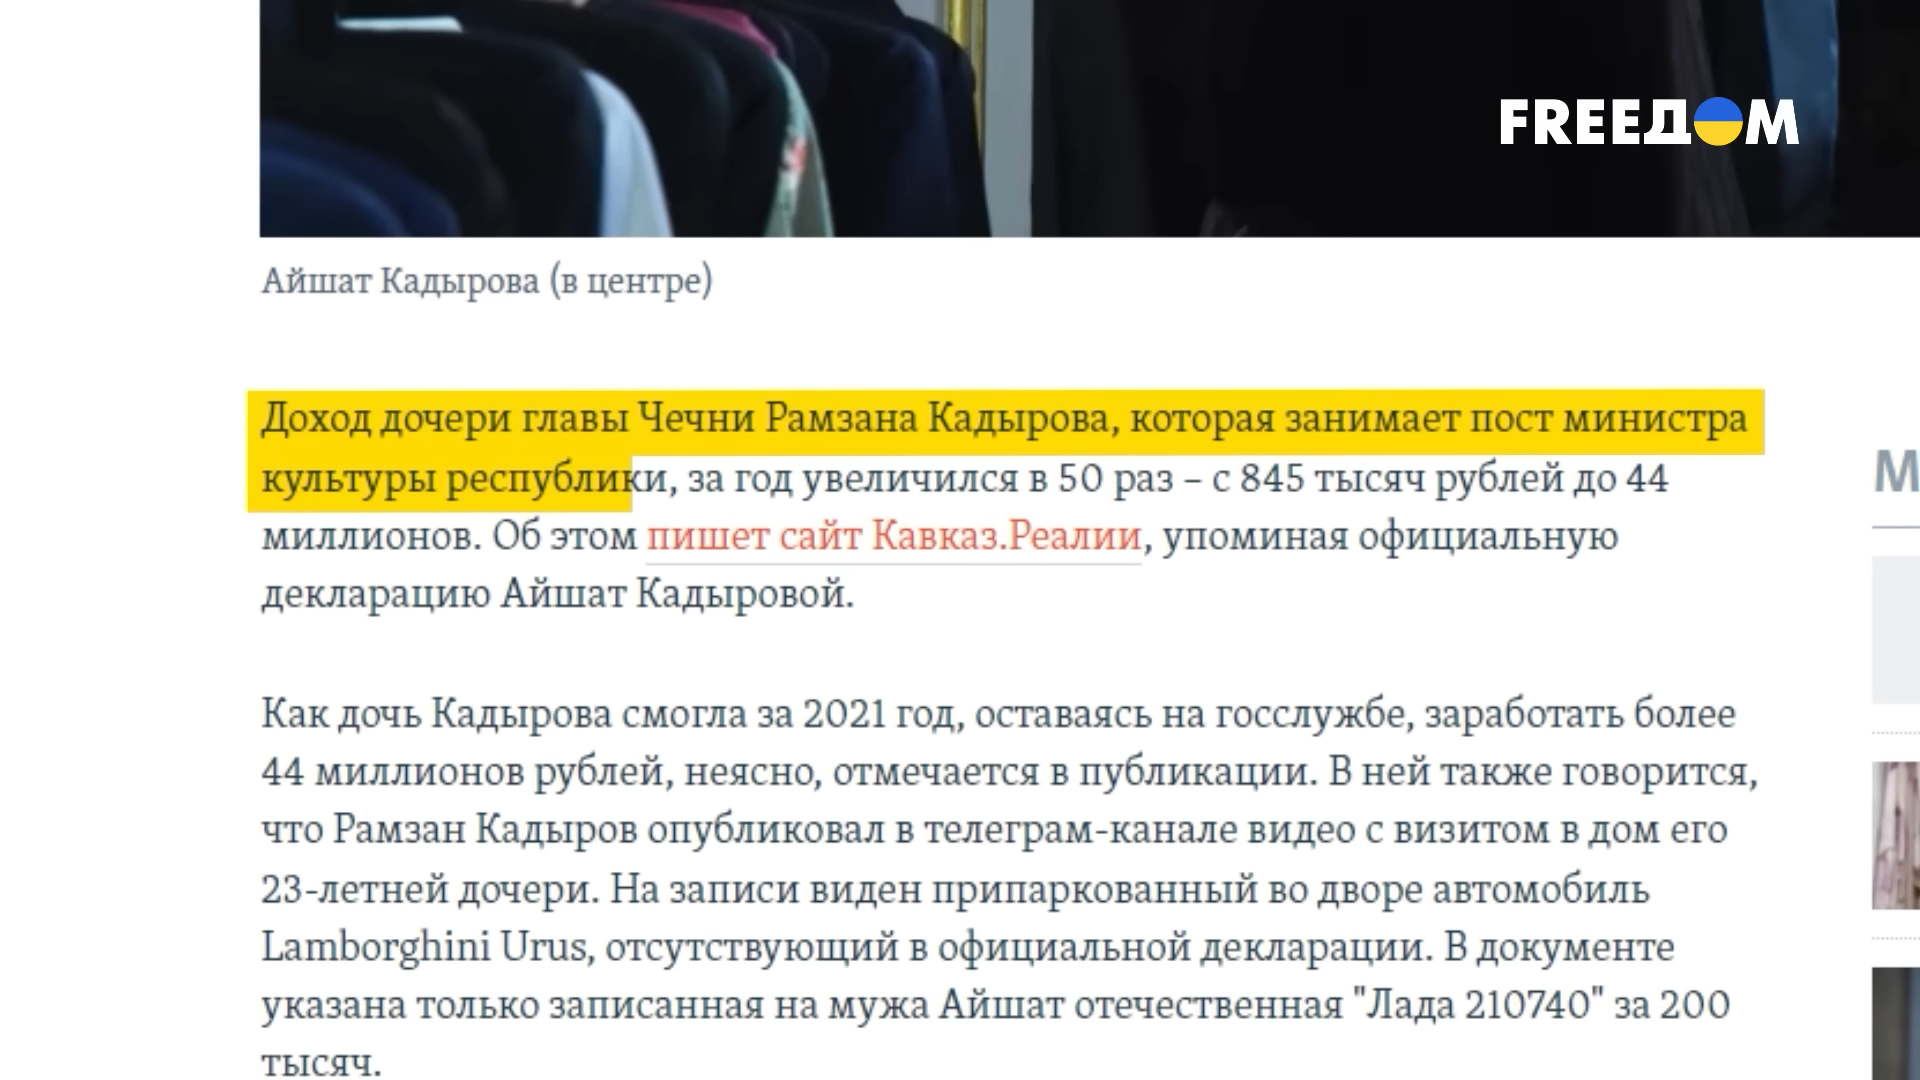 FREEДOM
Айшат Кадырова (в центре)
Доход дочери главы Чечни Рамзана Кадырова, которая занимает пост министра
культуры республики, за год увеличился в 50 раз – с 845 тысяч рублей до 44
миллионов. Об этом пишет сайт Кавказ.Реалии, упоминая официальную
декларацию Айшат Кадыровой.
Как дочь Кадырова смогла за 2021 год, оставаясь на госслужбе, заработать более
44 миллионов рублей, неясно, отмечается в публикации. В ней также говорится,
что Рамзан Кадыров опубликовал в телеграм-канале видео с визитом в дом его
23-летней дочери. На записи виден припаркованный во дворе автомобиль
Lamborghini Urus, отсутствующий в официальной декларации. В документе
указана только записанная на мужа Айшат отечественная "Лада 210740" за 200
тысяч.